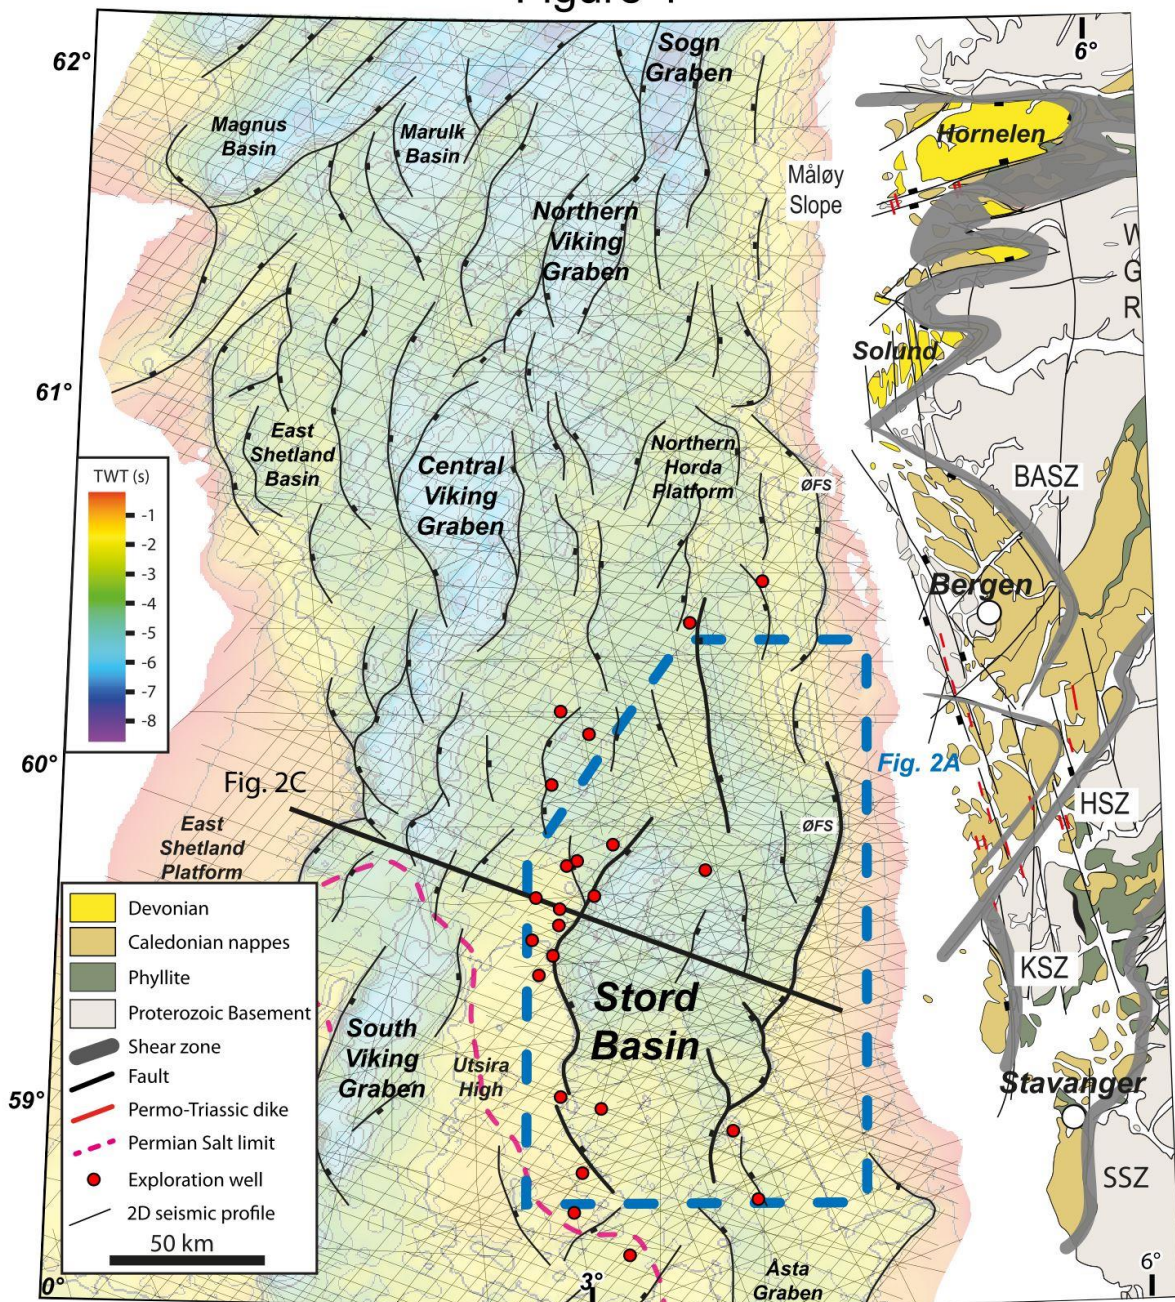 62°
6°
Sogn
Graben
Magnus
Basin
Marulk
Basin
Hornelen
Måløy
Slope
Northern
Viking
Graben
W
G
R
Solund
61°
East
Shetland
Basin
Central
Viking
Graben
Northern
Horda
Platform
ØFS
BASZ
TWT (s)
-1
-2
-3
-4
-5
-6
-7
-8
Bergen
60°
Fig. 2C
Fig. 2A
HSZ
East
Shetland
Platform
ØFS
Devonian
Caledonian nappes
Phyllite
Proterozoic Basement
Shear zone
Fault
Permo-Triassic dike
Permian Salt limit
Exploration well
2D seismic profile
50 km
KSZ
Stord
Basin
South
Viking
Graben
Utsira
High
59°
Stavanger
SSZ
Åsta
Graben
0°
3°
6°